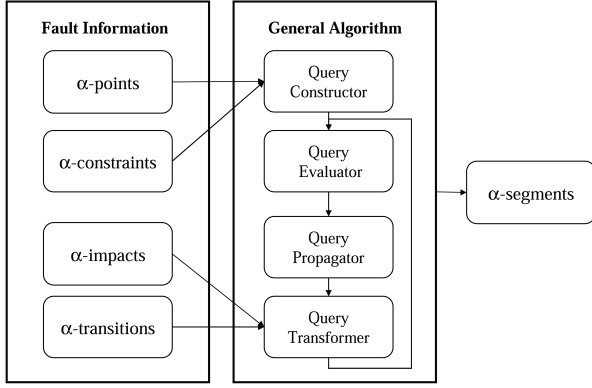 Fault Information
α-points
α-constraints
α-impacts
α-transitions
General Algorithm
Query
Constructor
Query
Evaluator
Query
Propagator
Query
Transformer
α-segments